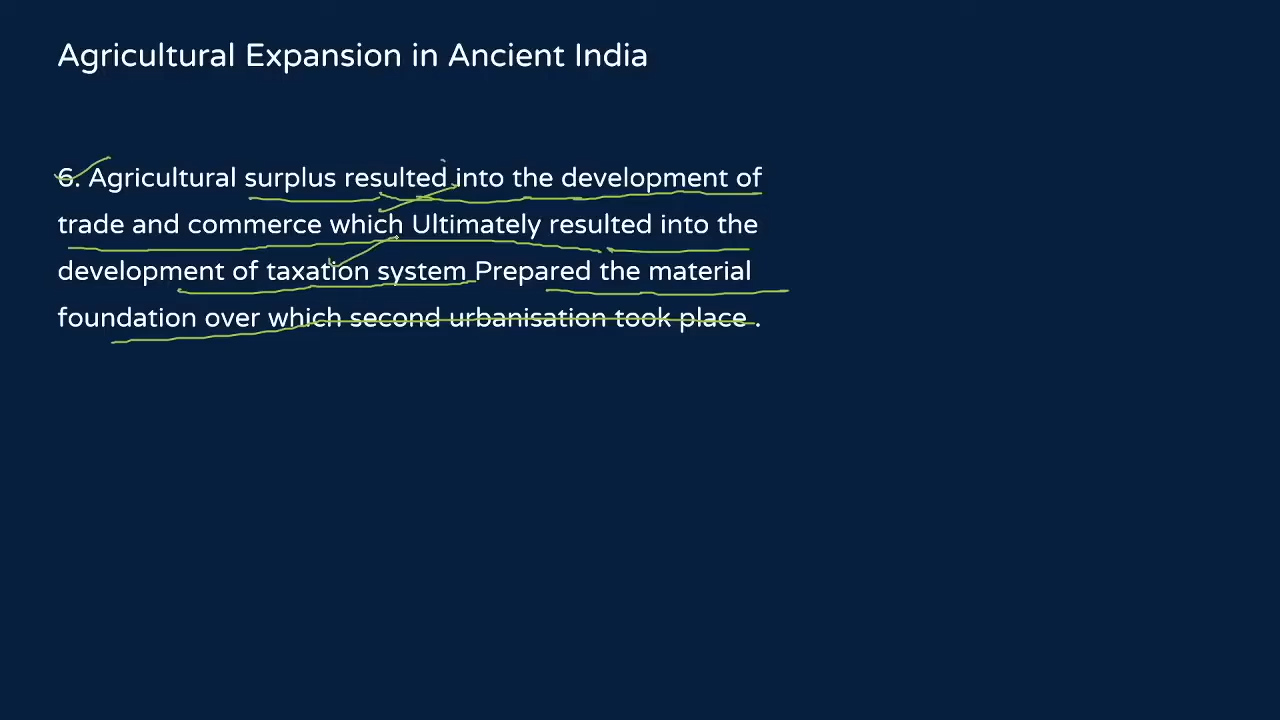 Agricultural Expansion in Ancient India
6. Agricultural surplus resulted into the development of
trade and commerce which Ultimately resulted into the
development of taxation system Prepared the material
foundation over which second urbanisation took place .